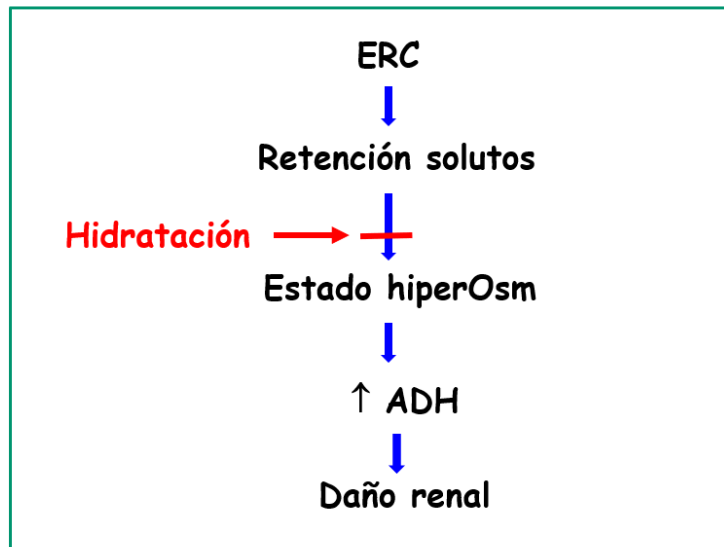 ERC
Retención solutos
Hidratación
Estado hiperOsm
↑ ADH
Daño renal